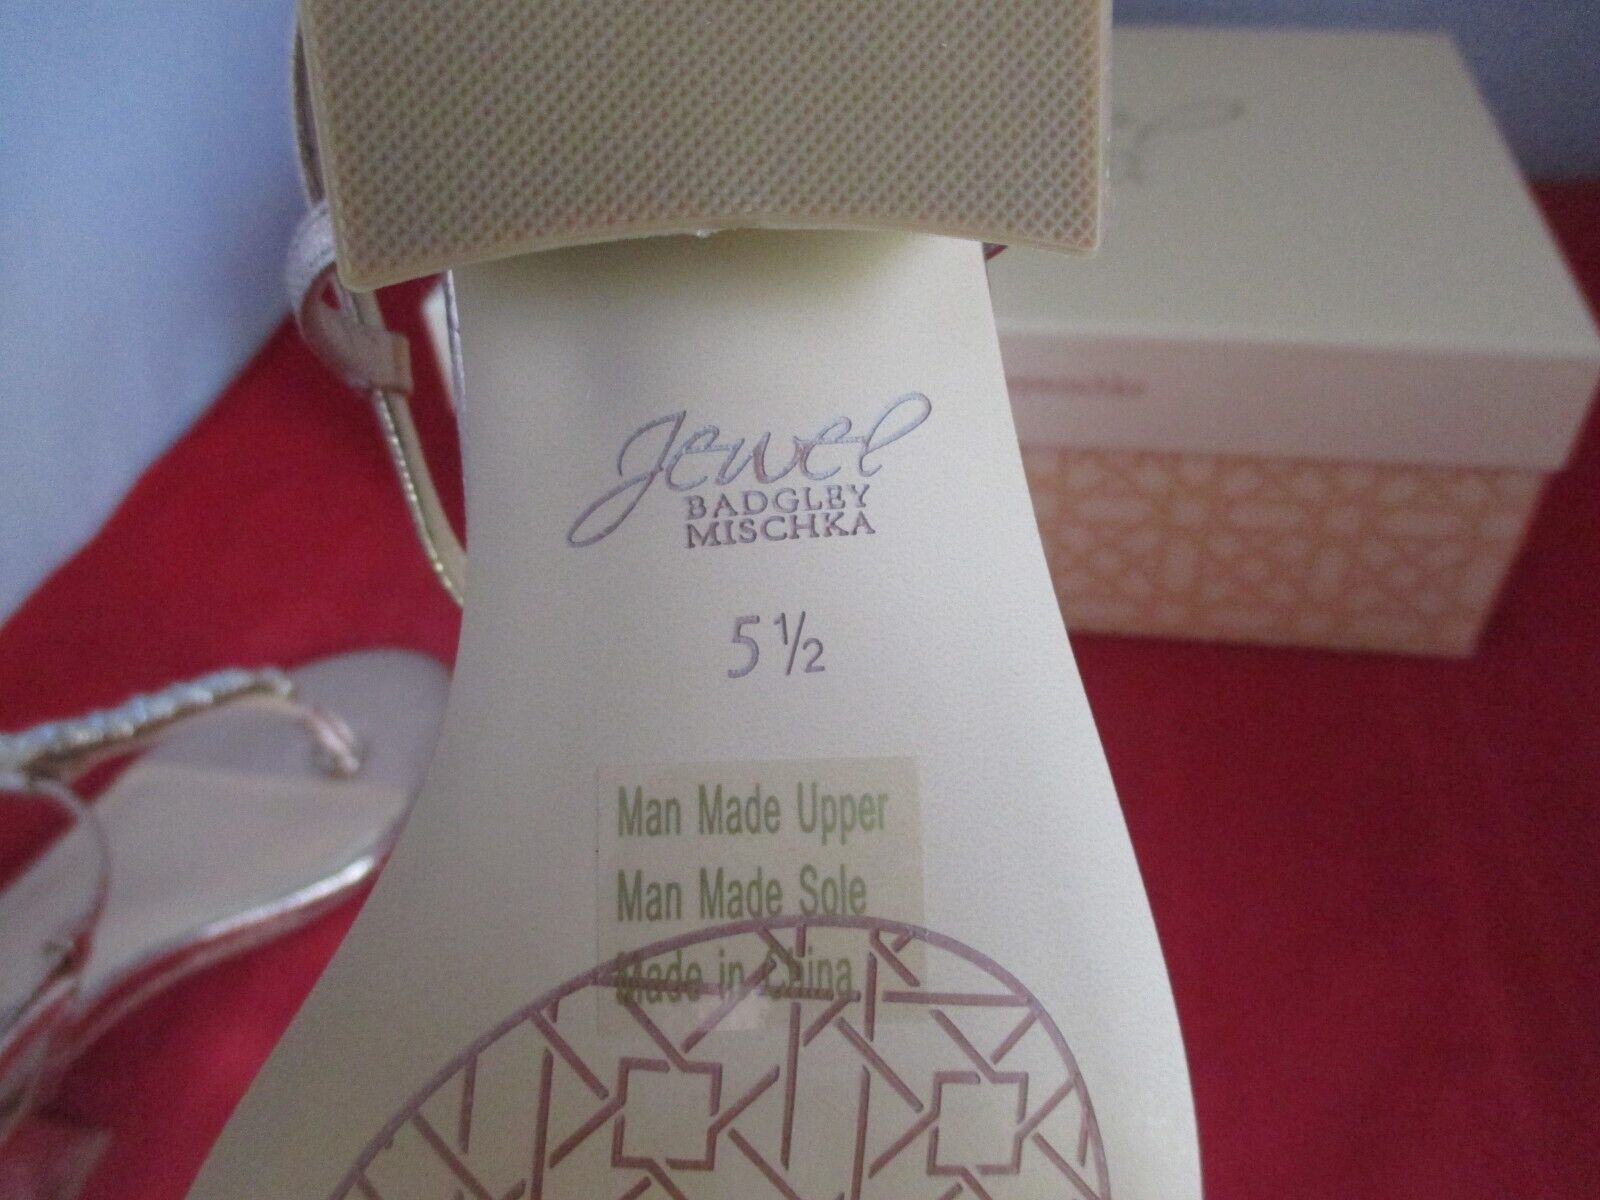 Jewel
BADGLEY
MISCHKA
5 ½
Man Made Upper
Man Made Sole
Made in China